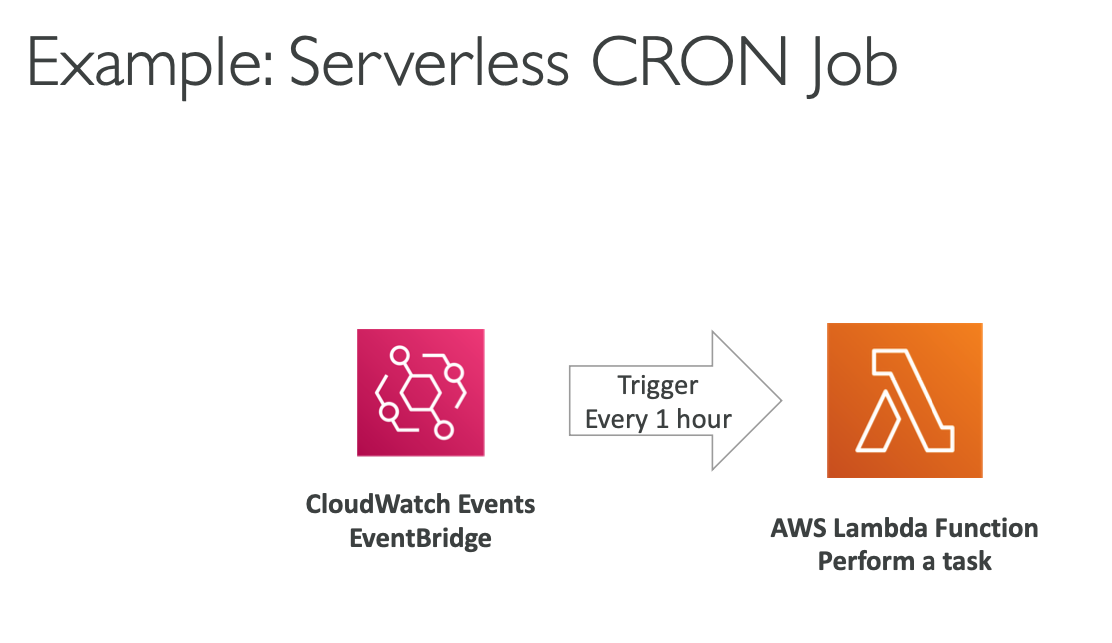 Example: Serverless CRON Job
Trigger
Every 1 hour
CloudWatch Events
EventBridge
AWS Lambda Function
Perform a task